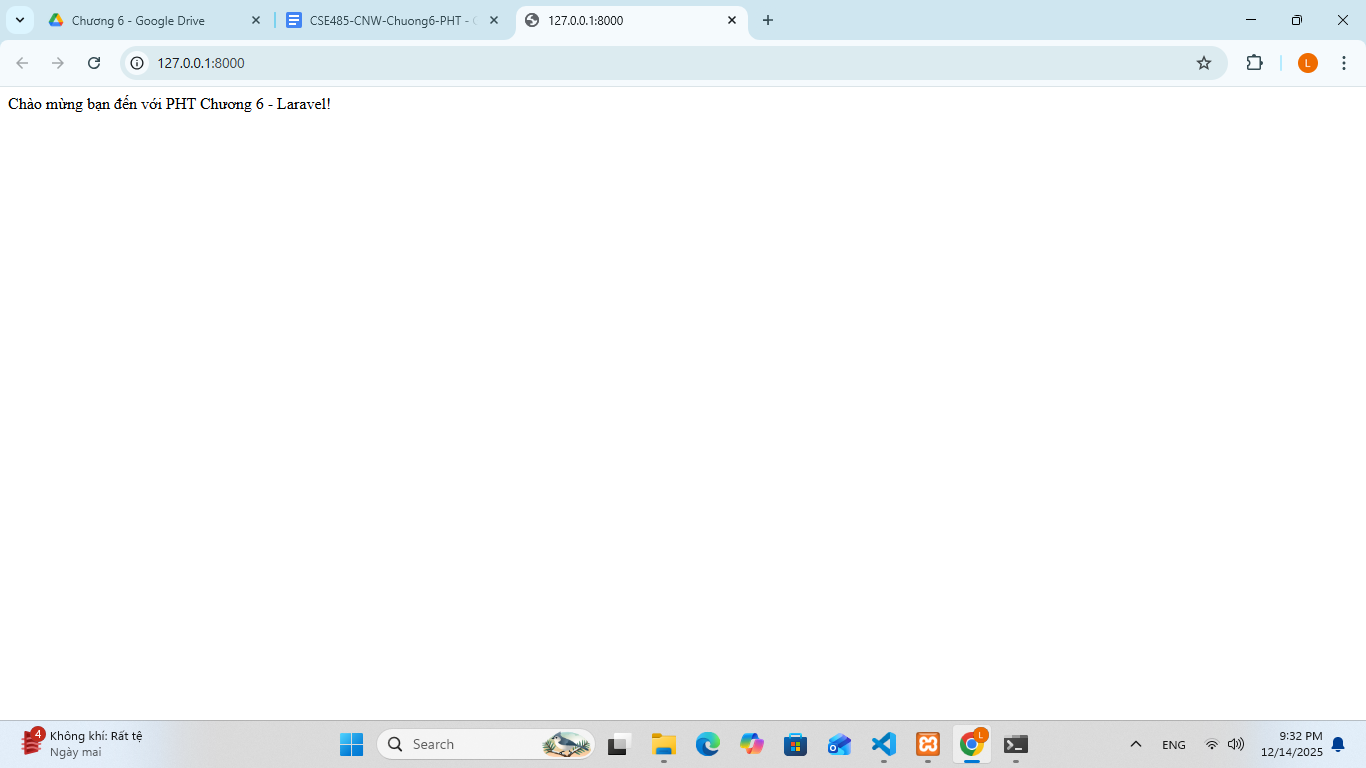 Chương 6 - Google Drive
CSE485-CNW-Chuong6-PHT -
127.0.0.1:8000
127.0.0.1:8000
L
Chào mừng bạn đến với PHT Chương 6 - Laravel!
4
Không khí: Rất tệ
Ngày mai
Search
L
ENG
9:32 PM
12/14/2025